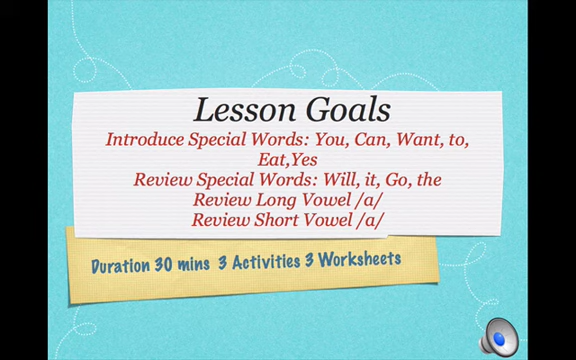 Lesson Goals
Introduce Special Words: You, Can, Want, to,
Eat,Yes
Review Special Words: Will, it, Go, the
Review Long Vowel /a/
Review Short Vowel /a/
Duration 30 mins 3 Activities 3 Worksheets